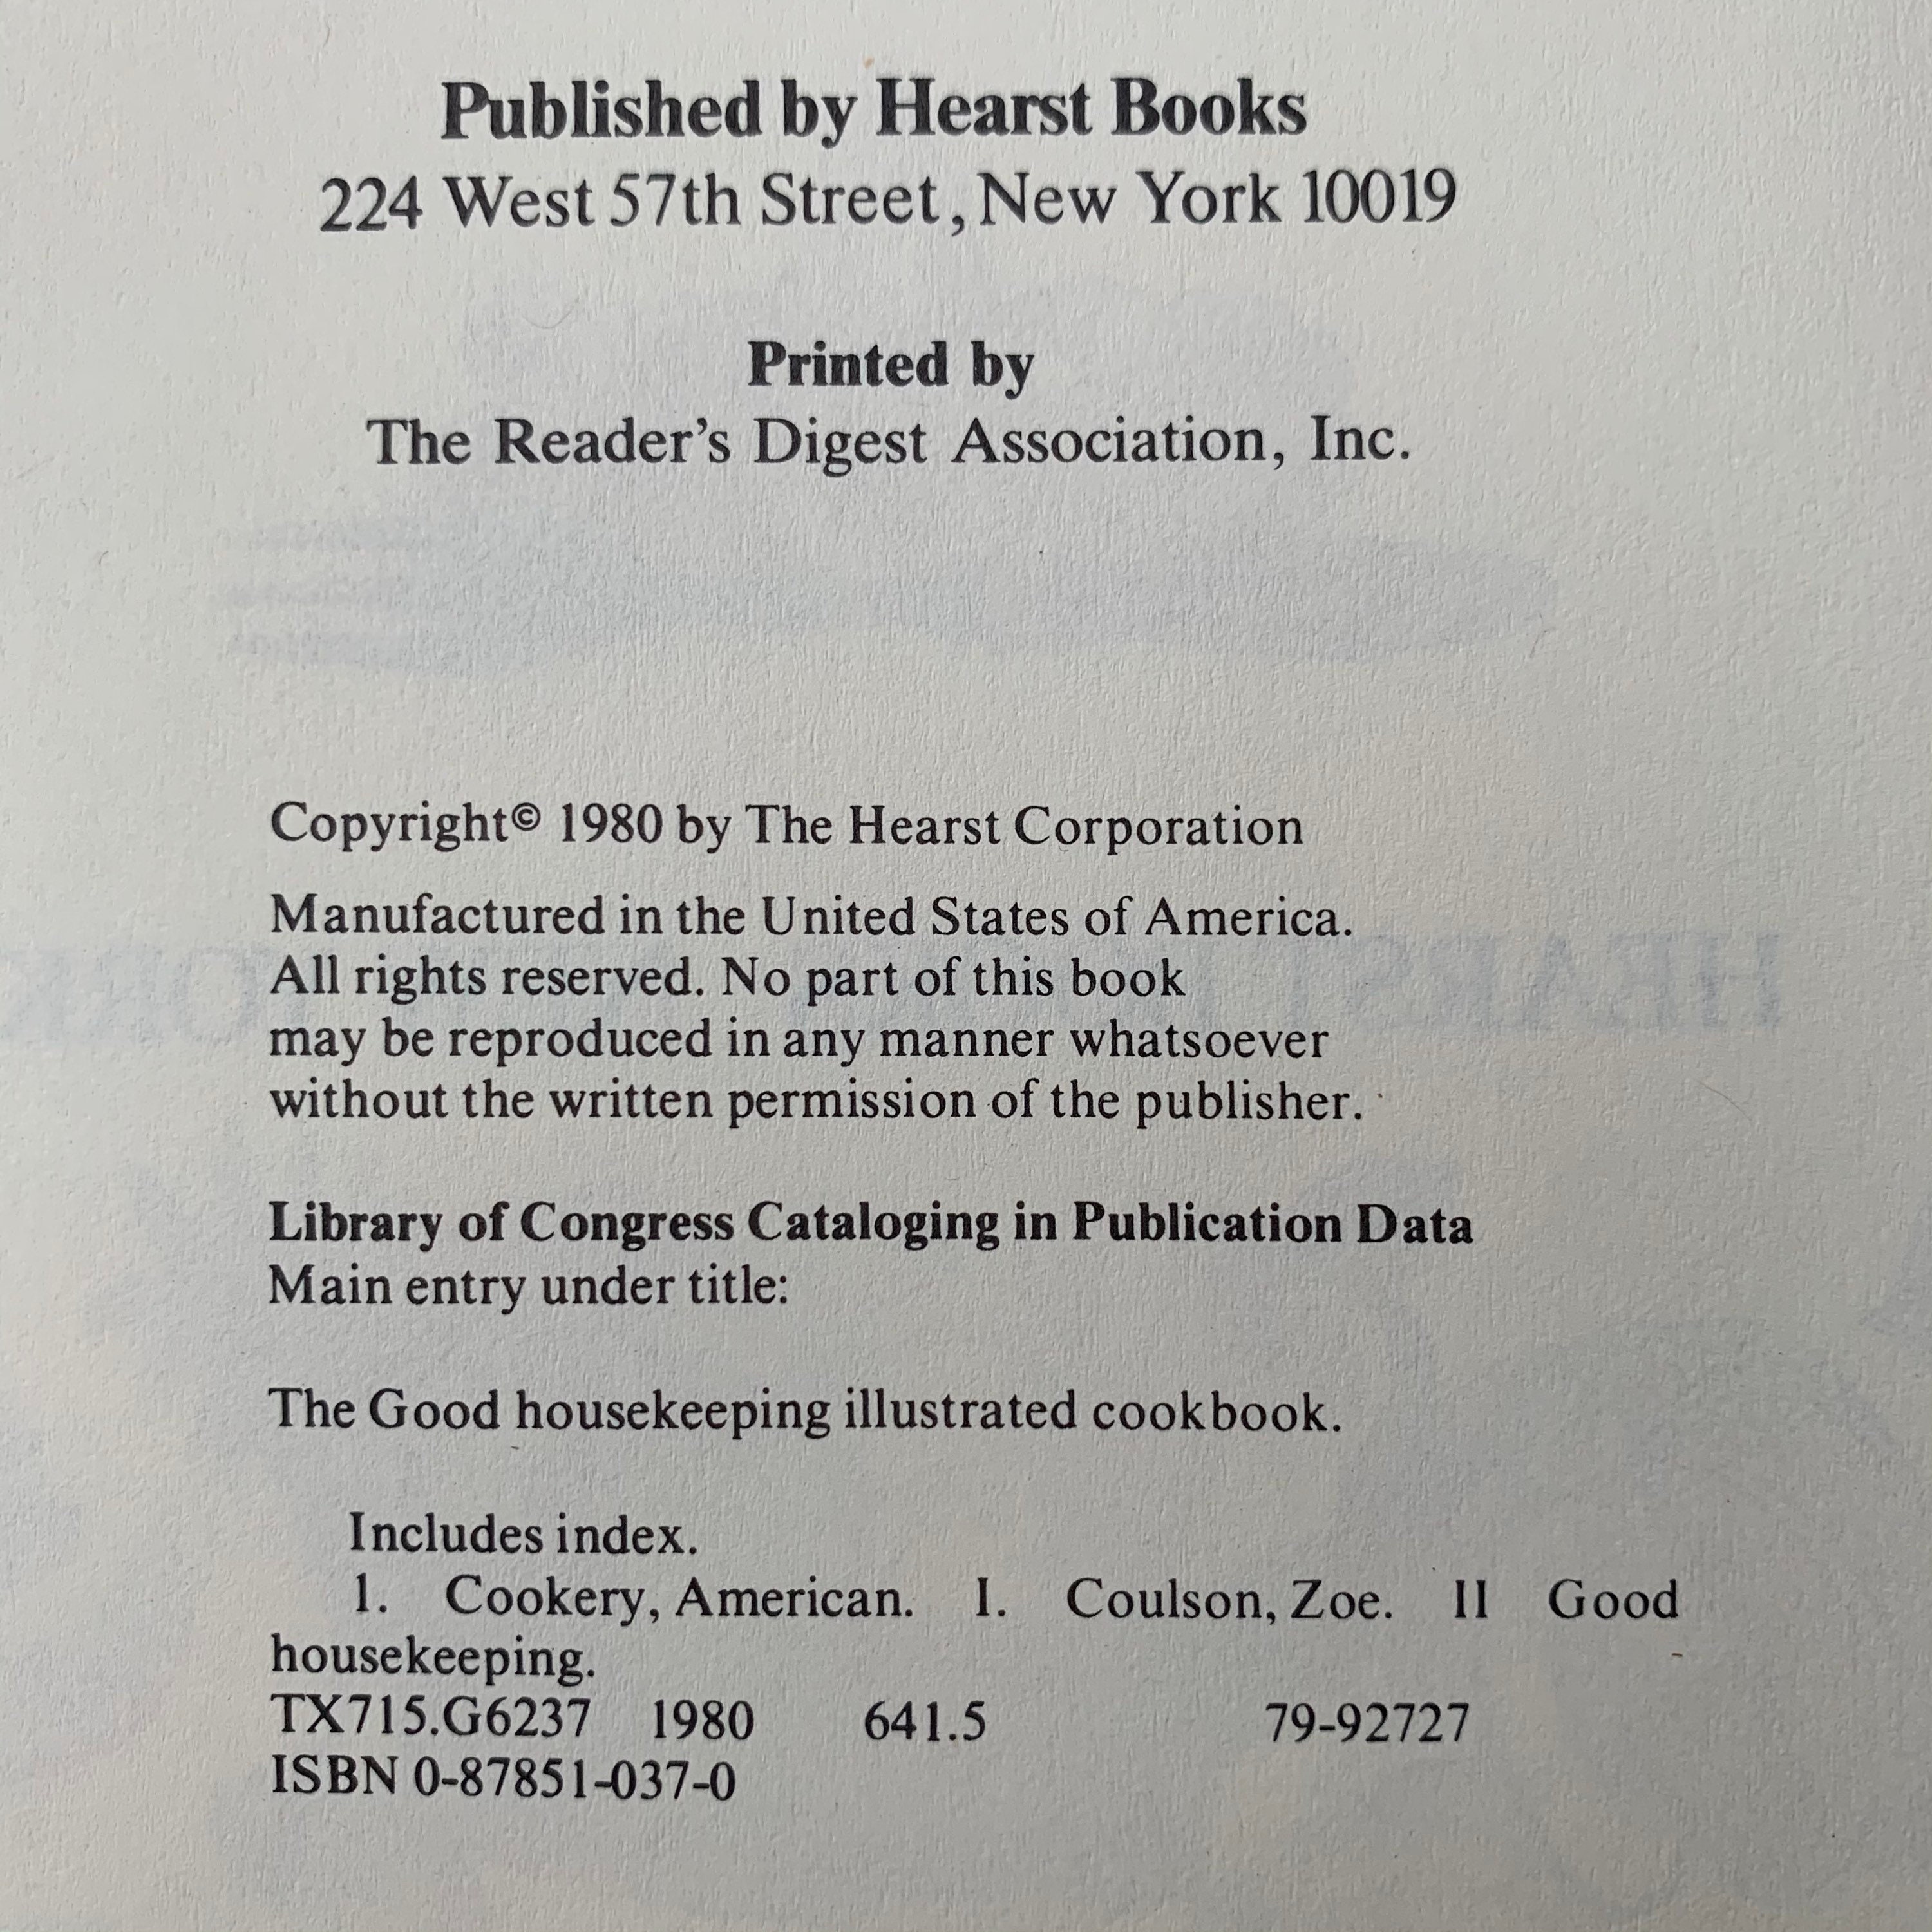 Published by Hearst Books
224 West 57th Street, New York 10019
Printed by
The Reader's Digest Association, Inc.
Copyright© 1980 by The Hearst Corporation
Manufactured in the United States of America.
All rights reserved. No part of this book
may be reproduced in any manner whatsoever
without the written permission of the publisher.
Library of Congress Cataloging in Publication Data
Main entry under title:
The Good housekeeping illustrated cookbook.
Includes index.
1. Cookery, American. I. Coulson, Zoe. II Good
housekeeping.
TX715.G6237 1980 641.5 79-92727
ISBN 0-87851-037-0